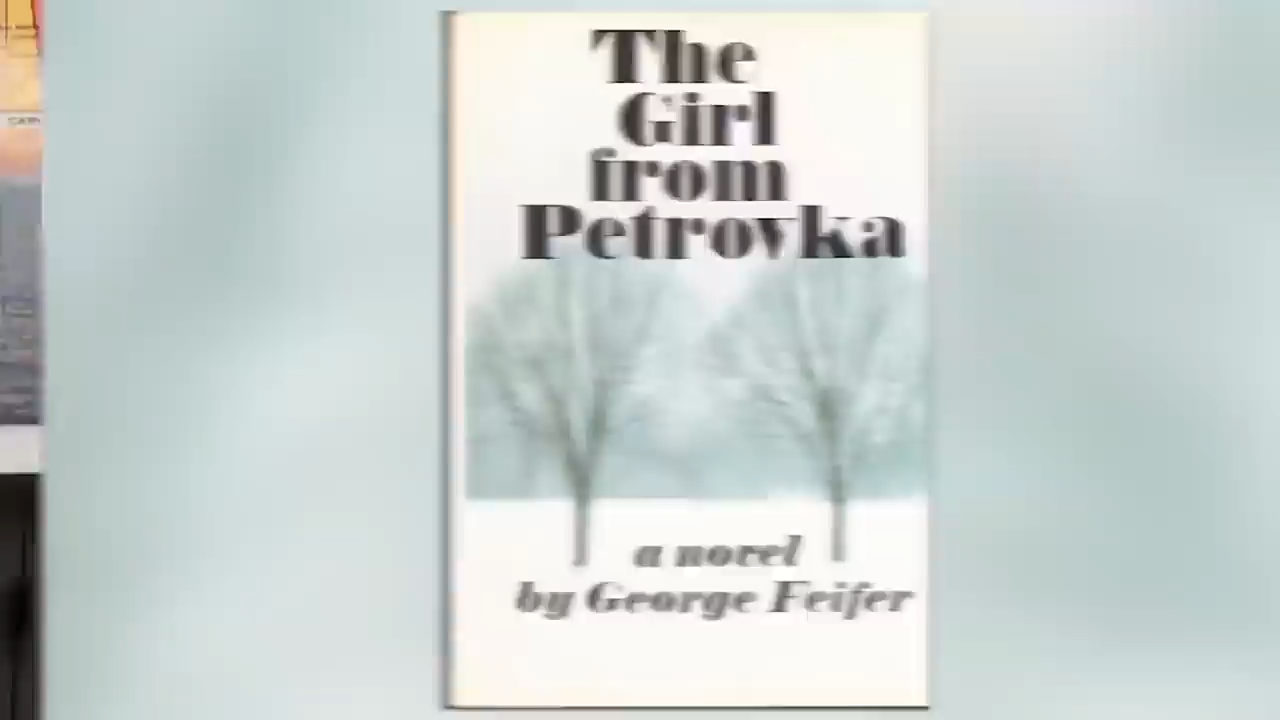 The
Girl
from
Petrovka
a novel
by George Feifer